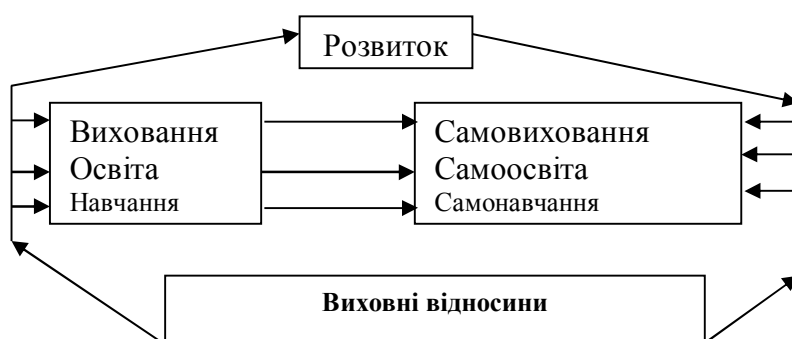 Розвиток
Виховання
Освіта
Навчання
Самовиховання
Самоосвіта
Самонавчання
Виховні відносини